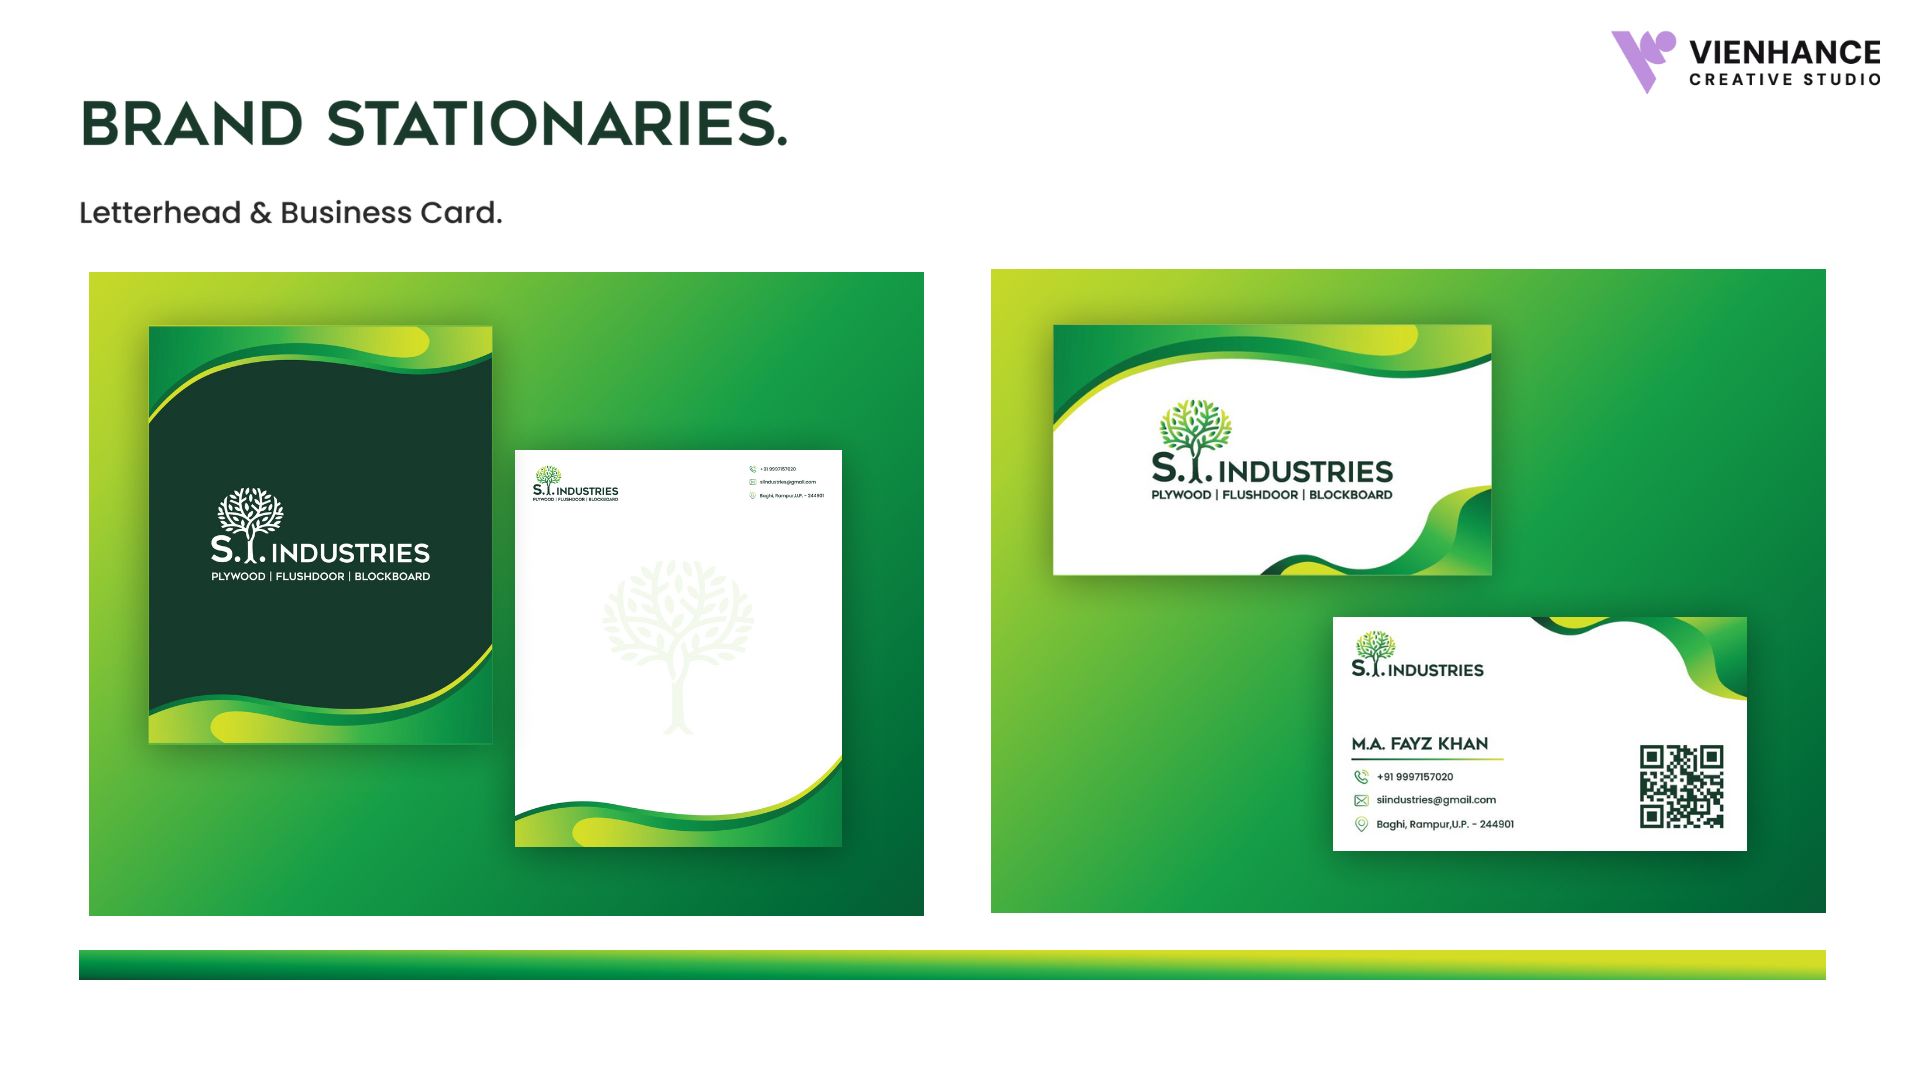 VIENHANCE
CREATIVE STUDIO
BRAND STATIONARIES.
Letterhead & Business Card.
S.I. INDUSTRIES
PLYWOOD | FLUSHDOOR | BLOCKBOARD
S.I. INDUSTRIES
PLYWOOD | FLUSHDOOR | BLOCKBOARD
+91 9997157020
siindustries@gmail.com
Baghi, Rampur,U.P. - 244901
S.I. INDUSTRIES
PLYWOOD | FLUSHDOOR | BLOCKBOARD
S.I. INDUSTRIES
M.A. FAYZ KHAN
+91 9997157020
siindustries@gmail.com
Baghi, Rampur,U.P. - 244901